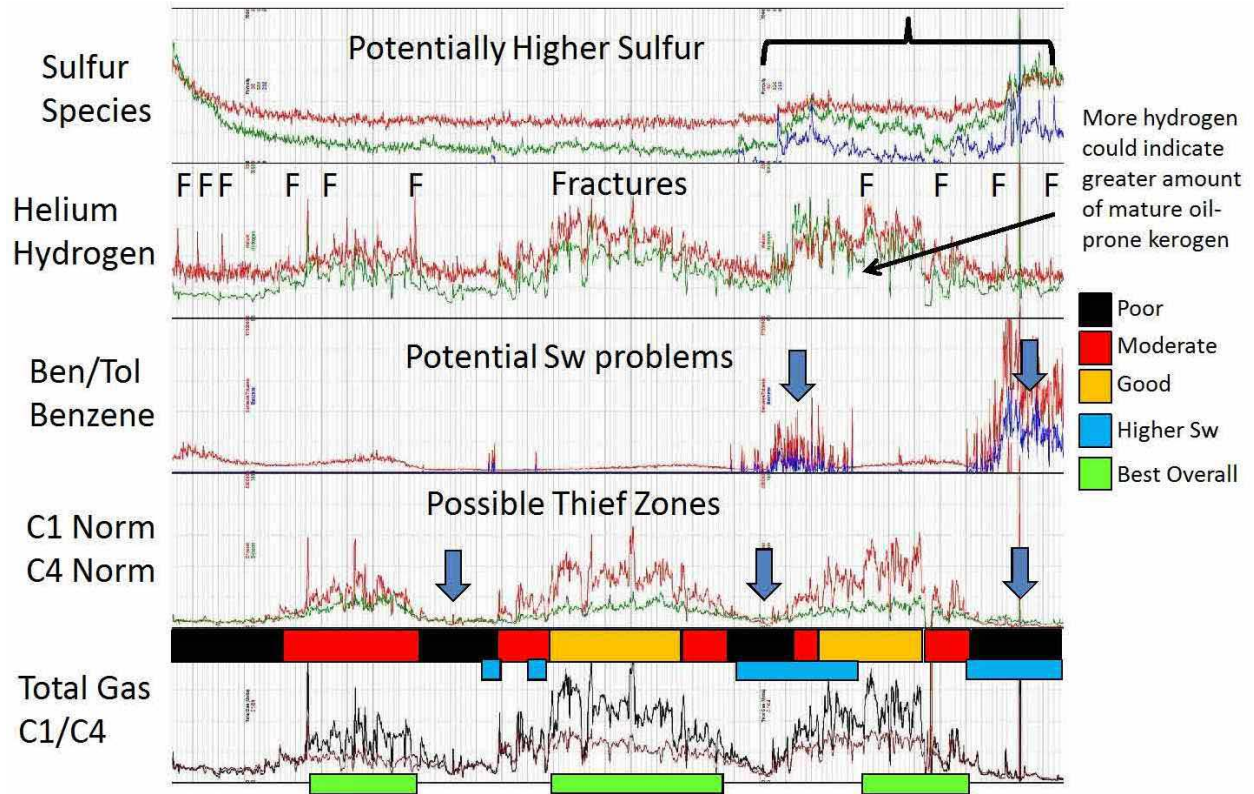 Sulfur
Species
Potentially Higher Sulfur
More hydrogen
could indicate
greater amount
of mature oil-
prone kerogen
Helium
Hydrogen
F F F F F F Fractures F F F F
Ben/Tol
Benzene
Potential Sw problems
Poor
Moderate
Good
Higher Sw
Best Overall
C1 Norm
C4 Norm
Possible Thief Zones
Total Gas
C1/C4